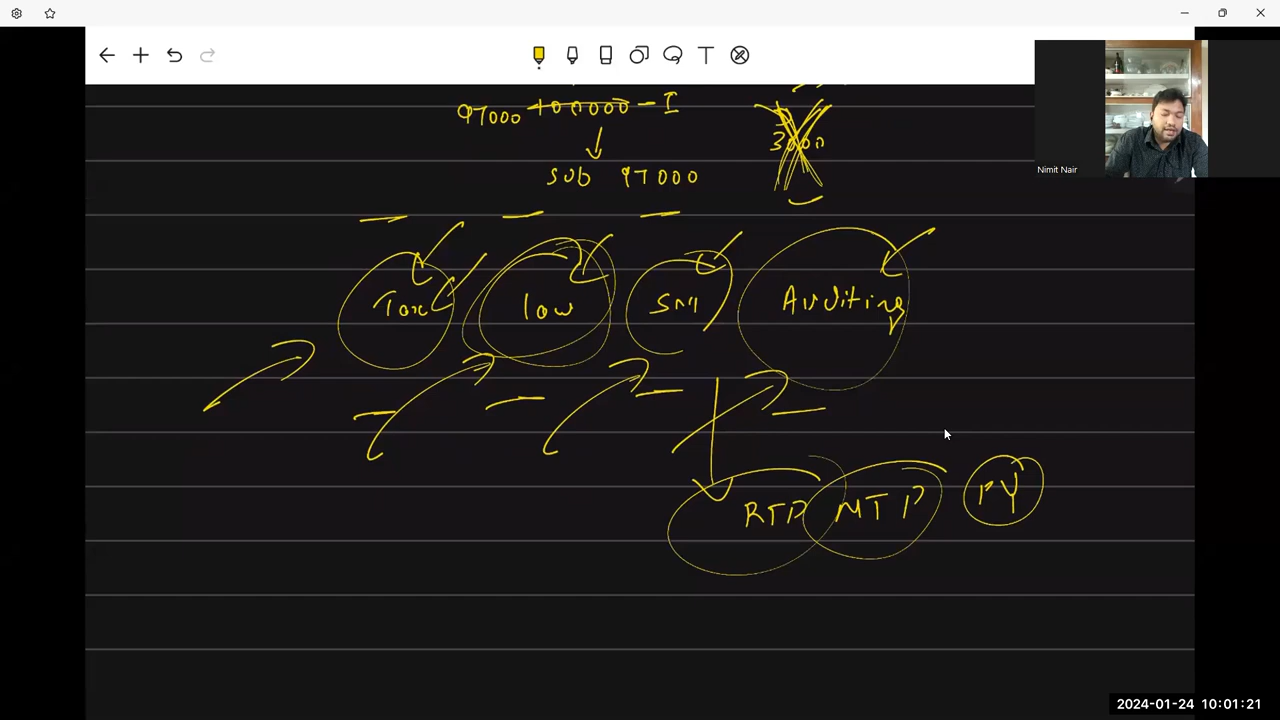 97000 100000 - I
3000
sub 97000
Tax law SM Auditing
RTP MTP PY
Nimit Nair
2024-01-24 10:01:21